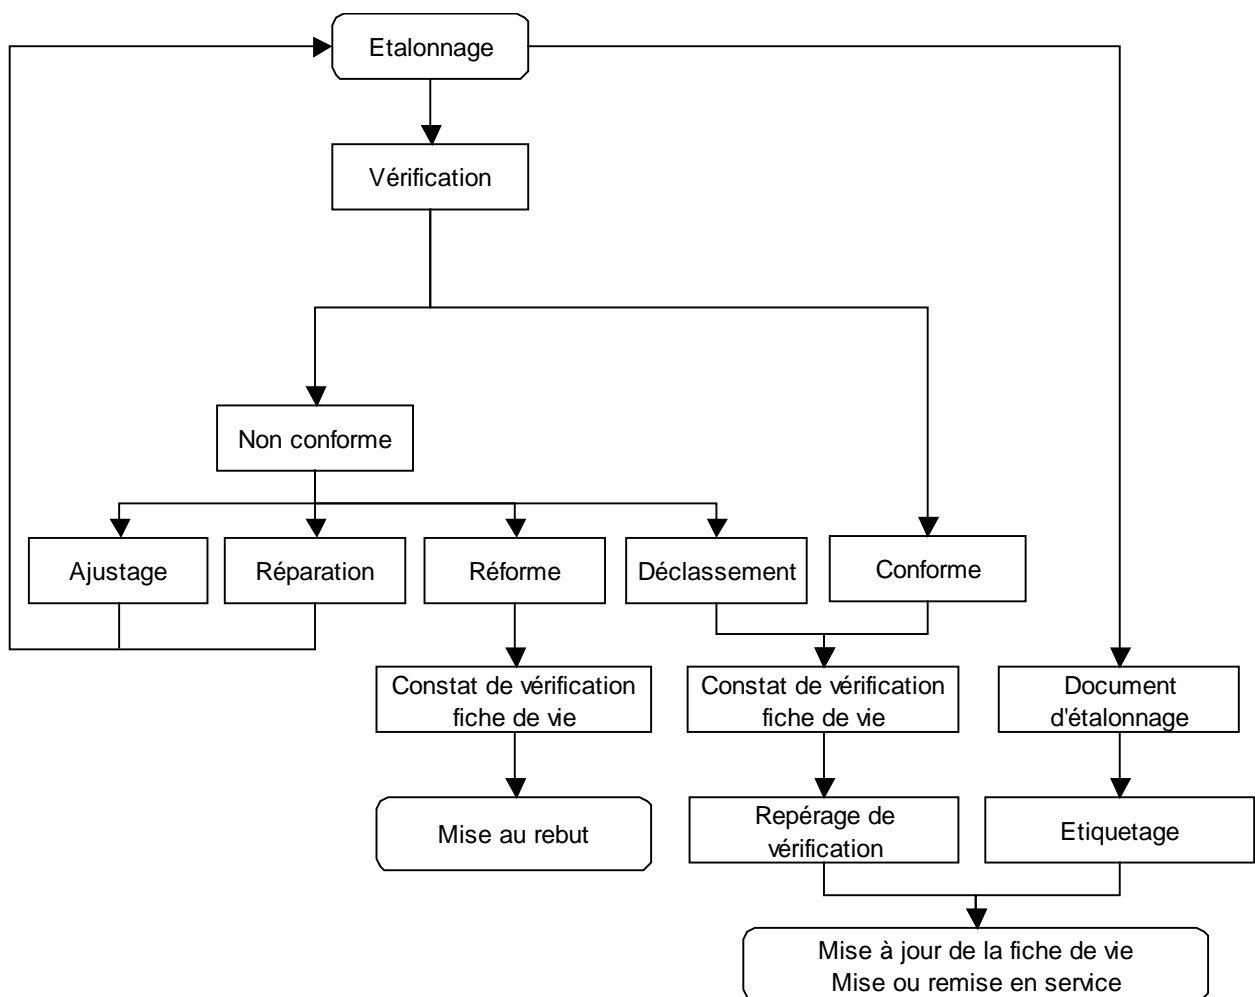 Etalonnage
Vérification
Non conforme
Ajustage
Réparation
Réforme
Déclassement
Conforme
Constat de vérification
fiche de vie
Constat de vérification
fiche de vie
Document
d'étalonnage
Mise au rebut
Repérage de
vérification
Etiquetage
Mise à jour de la fiche de vie
Mise ou remise en service